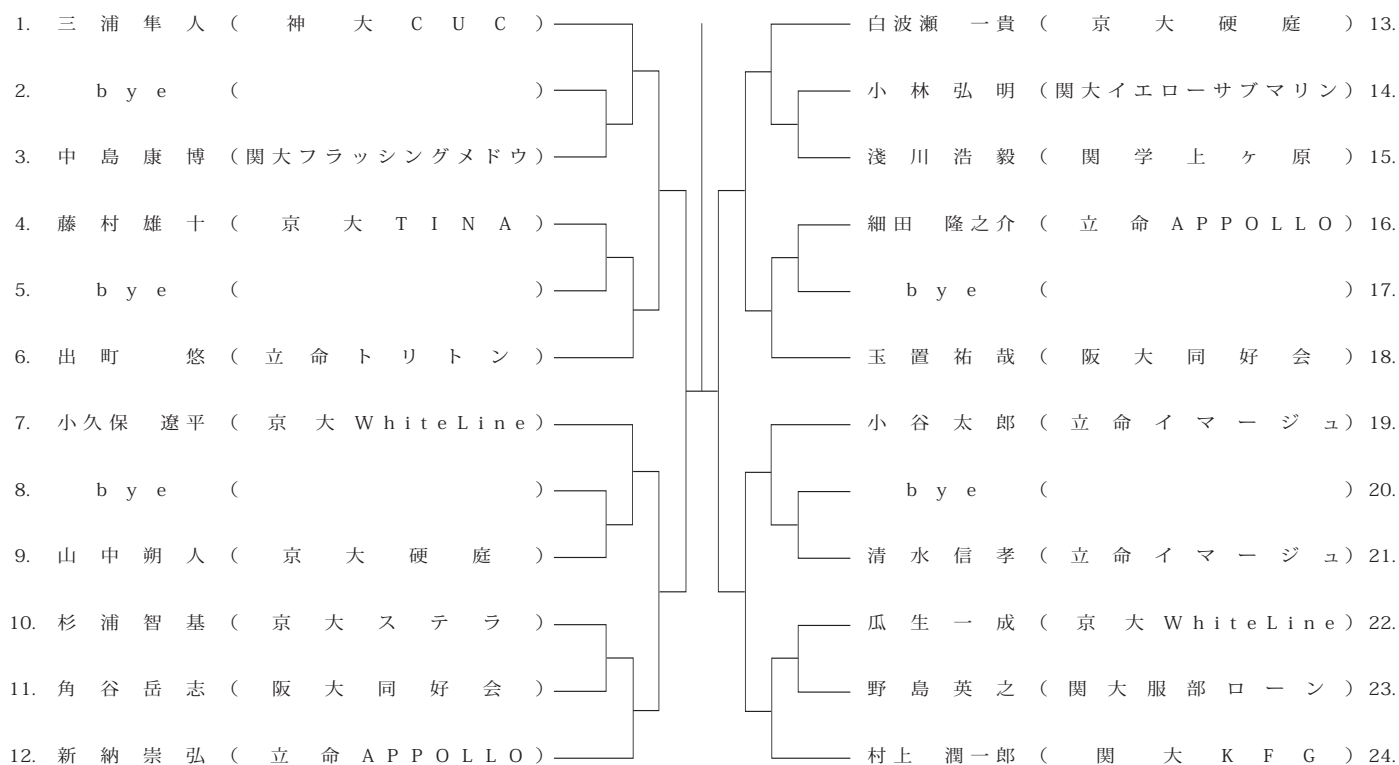 1. 三浦隼人(神大CUC)
2. bye ( )
3. 中島康博(関大フラッシングメドウ)
4. 藤村雄十(京大TINA)
5. bye ( )
6. 出町 悠(立命トリトン)
7. 小久保 遼平(京大WhiteLine)
8. bye ( )
9. 山中朔人(京大硬庭)
10. 杉浦智基(京大ステラ)
11. 角谷岳志(阪大同好会)
12. 新納崇弘(立命APPOLLO)
白波瀬 一貴(京大硬庭)13.
小林弘明(関大イエローサブマリン)14.
淺川浩毅(関学上ヶ原)15.
細田 隆之介(立命APPOLLO)16.
bye ( )17.
玉置祐哉(阪大同好会)18.
小谷太郎(立命イマージュ)19.
bye ( )20.
清水信孝(立命イマージュ)21.
瓜生一成(京大WhiteLine)22.
野島英之(関大服部ローン)23.
村上 潤一郎(関大KFG)24.